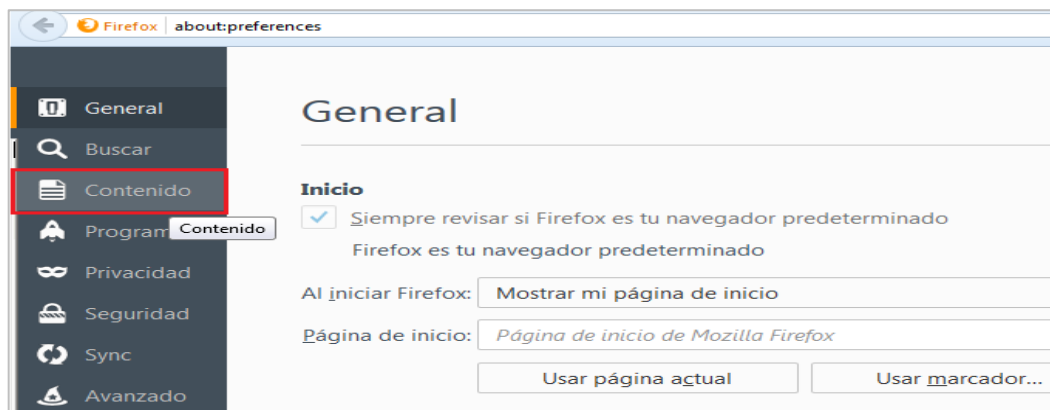 Firefox about:preferences
General
Buscar
Contenido
Program
Contenido
Privacidad
Seguridad
Sync
Avanzado
General
Inicio
Siempre revisar si Firefox es tu navegador predeterminado
Firefox es tu navegador predeterminado
Al iniciar Firefox: Mostrar mi página de inicio
Página de inicio: Página de inicio de Mozilla Firefox
Usar página actual Usar marcador...